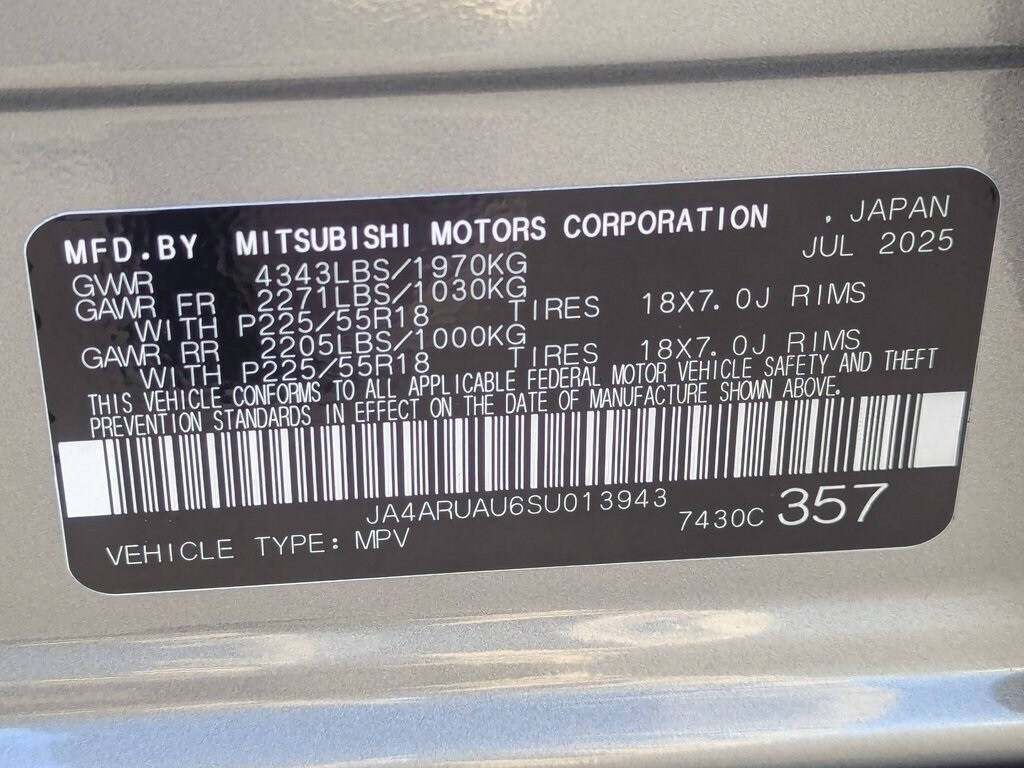 MFD.BY MITSUBISHI MOTORS CORPORATION , JAPAN
JUL 2025
GVWR 4343LBS/1970KG
GAWR FR 2271LBS/1030KG
WITH P225/55R18 TIRES 18X7.0J RIMS
GAWR RR 2205LBS/1000KG
WITH P225/55R18 TIRES 18X7.0J RIMS
THIS VEHICLE CONFORMS TO ALL APPLICABLE FEDERAL MOTOR VEHICLE SAFETY AND THEFT
PREVENTION STANDARDS IN EFFECT ON THE DATE OF MANUFACTURE SHOWN ABOVE.
JA4ARUAU6SU013943
7430C 357
VEHICLE TYPE: MPV